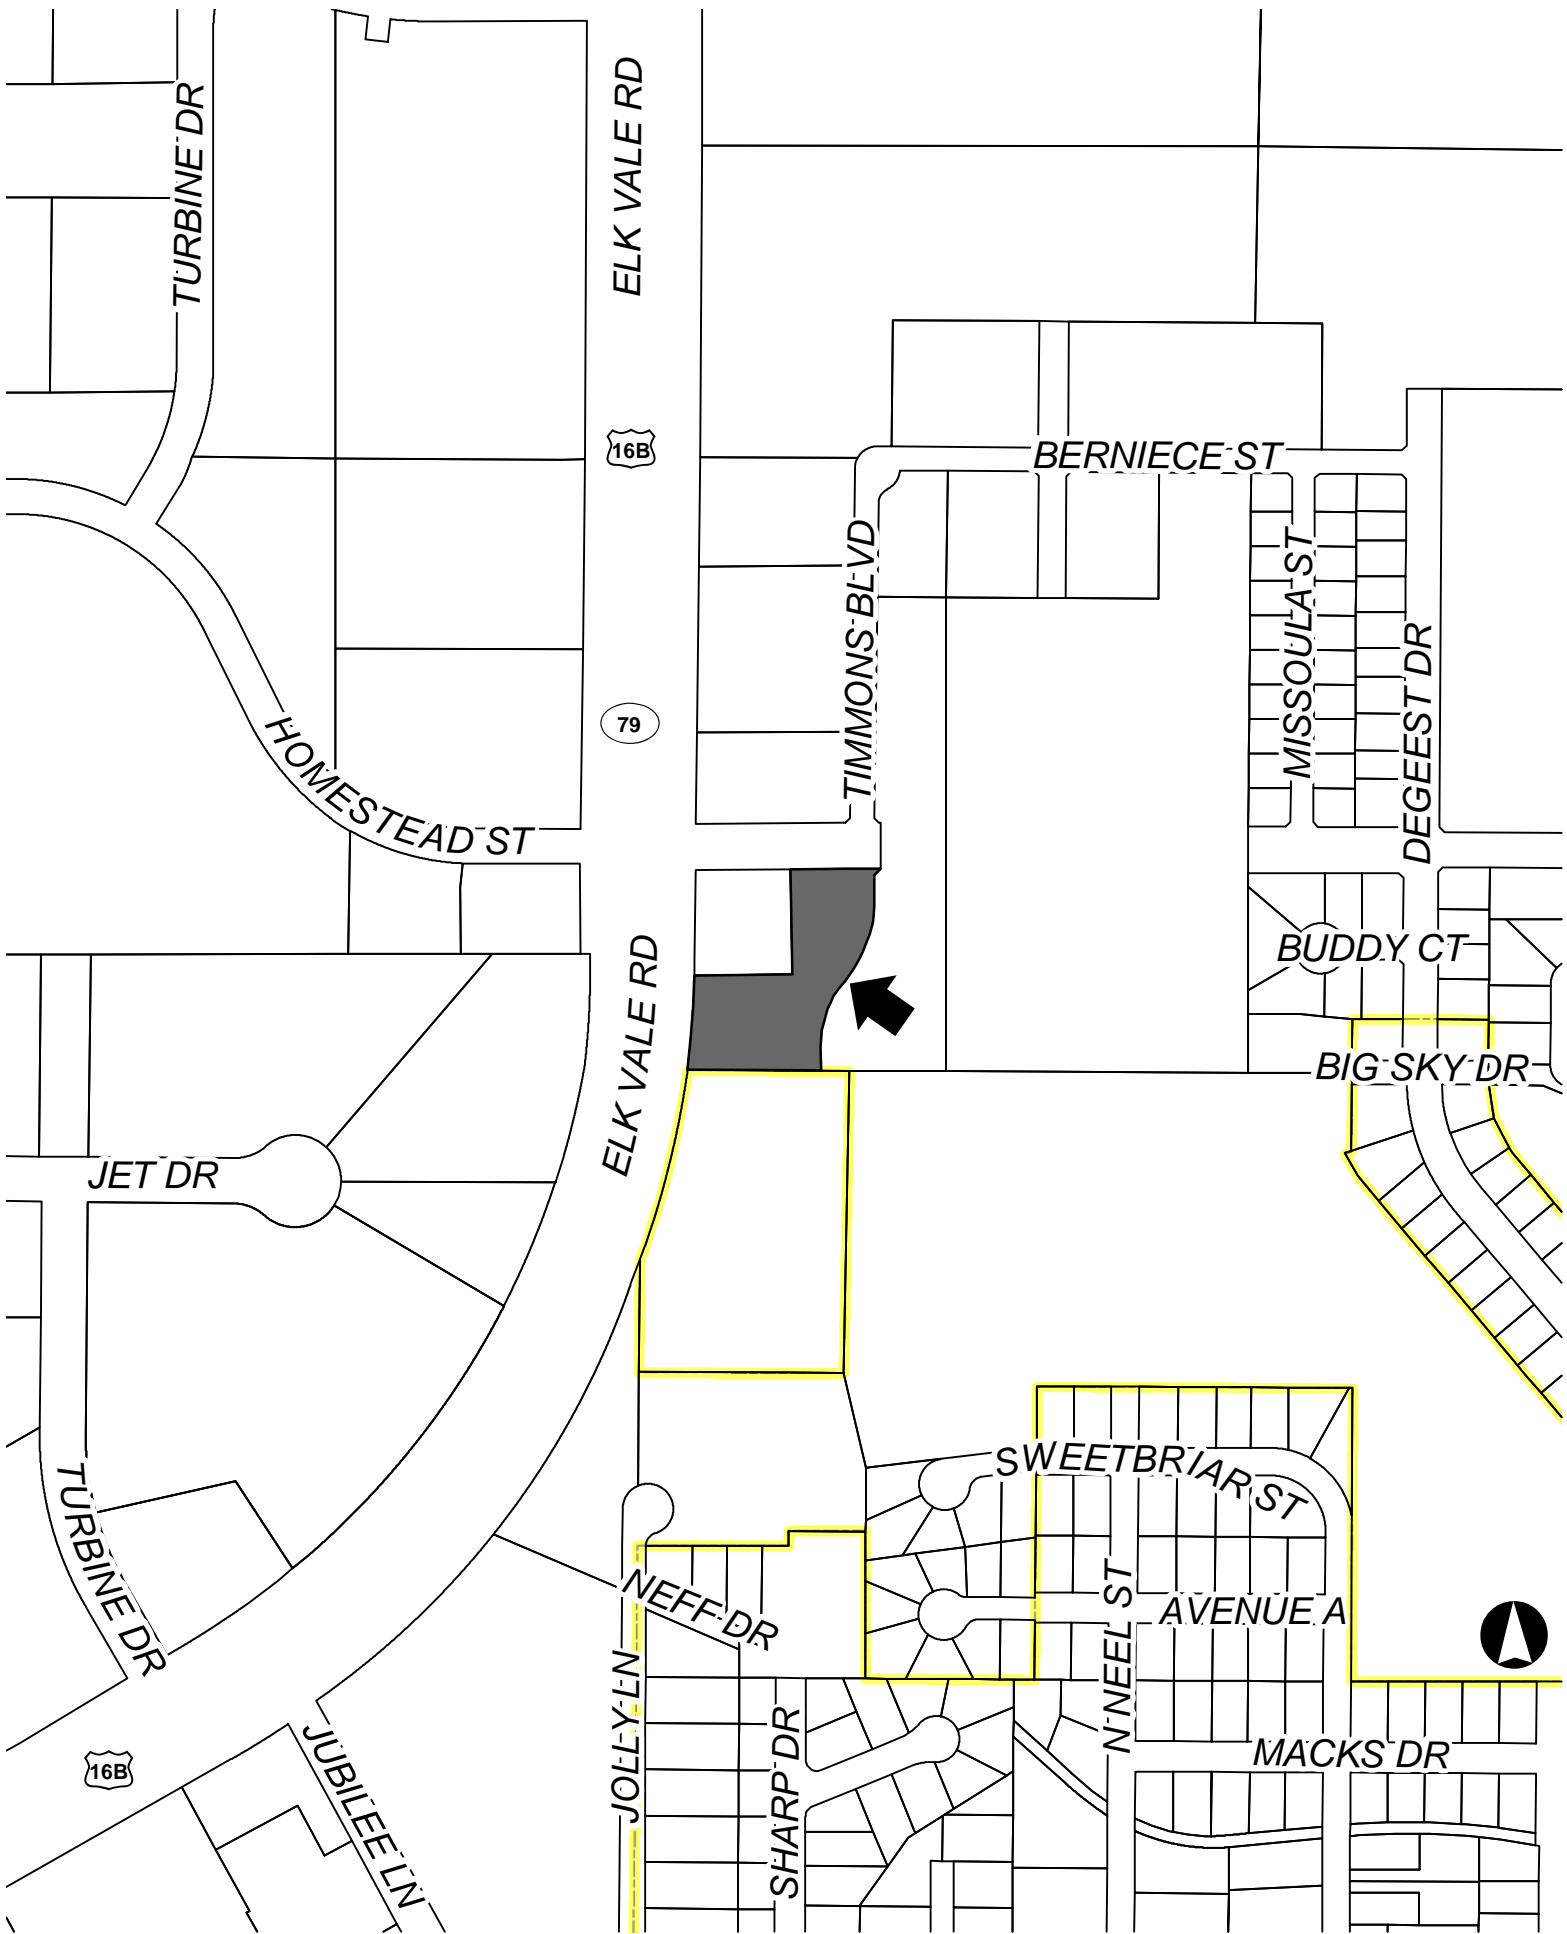 TURBINE DR
ELK VALE RD
16B
BERNIECE ST
TIMMONS BLVD
MISSOULA ST
DEGEEST DR
79
HOMESTEAD ST
BUDDY CT
ELK VALE RD
BIG SKY DR
JET DR
SWEETBRIAR ST
TURBINE DR
NEFF DR
AVENUE A
N NEEL ST
JOLLY LN
SHARP DR
MACKS DR
16B
JUBILEE LN